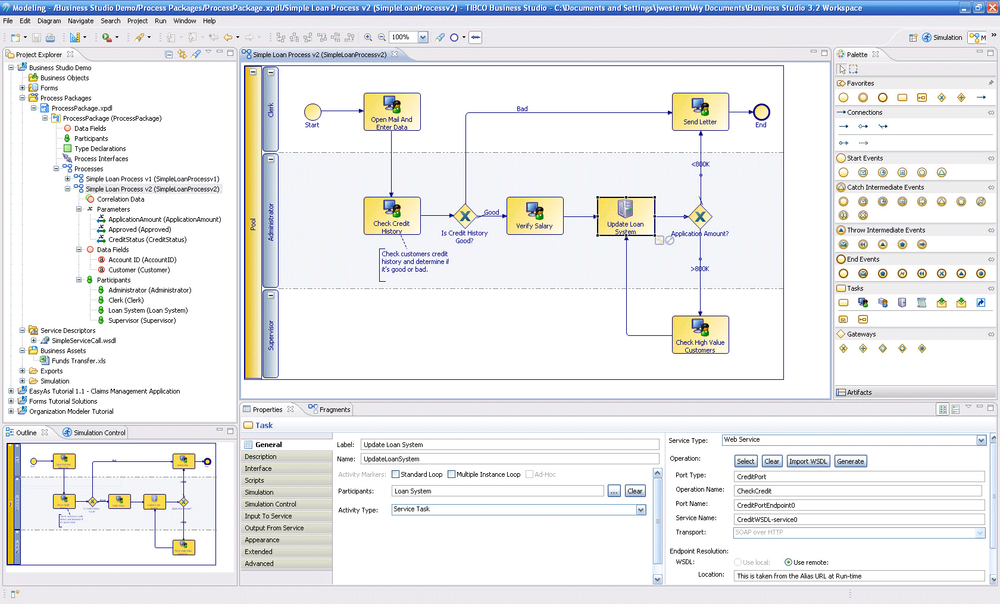 Modeling - /Business Studio Demo/Process Packages/ProcessPackage.xpdl/Simple Loan Process v2 (SimpleLoanProcessv2) - TIBCO Business Studio - C:\Documents and Settings\jwesterm\My Documents\Business Studio 3.2 Workspace
File Edit Diagram Navigate Search Project Run Window Help
100%
Simulation
M
Project Explorer
Business Studio Demo
Business Objects
Forms
Process Packages
ProcessPackage.xpdl
ProcessPackage (ProcessPackage)
Data Fields
Participants
Type Declarations
Process Interfaces
Processes
Simple Loan Process v1 (SimpleLoanProcessv1)
Simple Loan Process v2 (SimpleLoanProcessv2)
Correlation Data
Parameters
ApplicationAmount (ApplicationAmount)
Approved (Approved)
CreditStatus (CreditStatus)
Data Fields
Account ID (AccountID)
Customer (Customer)
Participants
Administrator (Administrator)
Clerk (Clerk)
Loan System (Loan System)
Supervisor (Supervisor)
Service Descriptors
SimpleServiceCall.wsdl
Business Assets
Funds Transfer.xls
Exports
Simulation
EasyAs Tutorial 1.1 - Claims Management Application
Forms Tutorial Solutions
Organization Modeler Tutorial
Outline
Simulation Control
Simple Loan Process v2 (SimpleLoanProcessv2)
Pool
Clerk
Administrator
Supervisor
Start
Open Mail And
Enter Data
Bad
Send Letter
End
<800K
Check Credit
History
Good
Is Credit History
Good?
Verify Salary
Update Loan
System
Application Amount?
Check customers credit
history and determine if
it's good or bad.
>800K
Check High Value
Customers
Palette
Favorites
Connections
Start Events
Catch Intermediate Events
Throw Intermediate Events
End Events
Tasks
Gateways
Artifacts
Properties
Fragments
Task
General
Description
Interface
Scripts
Simulation
Simulation Control
Input To Service
Output From Service
Appearance
Extended
Advanced
Label: Update Loan System
Name: UpdateLoanSystem
Activity Markers: Standard Loop Multiple Instance Loop Ad-Hoc
Participants: Loan System ... Clear
Activity Type: Service Task
Service Type: Web Service
Operation: Select Clear Import WSDL Generate
Port Type: CreditPort
Operation Name: CheckCredit
Port Name: CreditPortEndpoint0
Service Name: CreditWSDL-service0
Transport: SOAP over HTTP
Endpoint Resolution:
WSDL: Use local: Use remote:
Location: This is taken from the Alias URL at Run-time